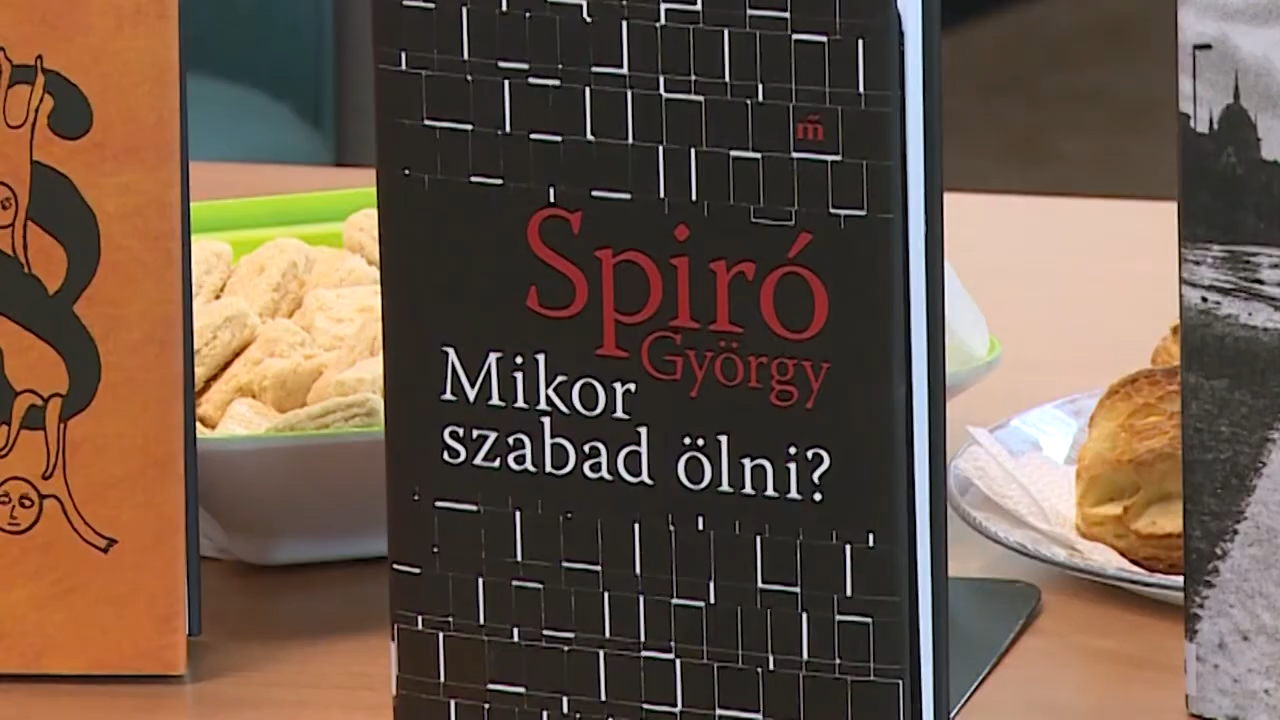 m̋
Spiró
György
Mikor
szabad ölni?